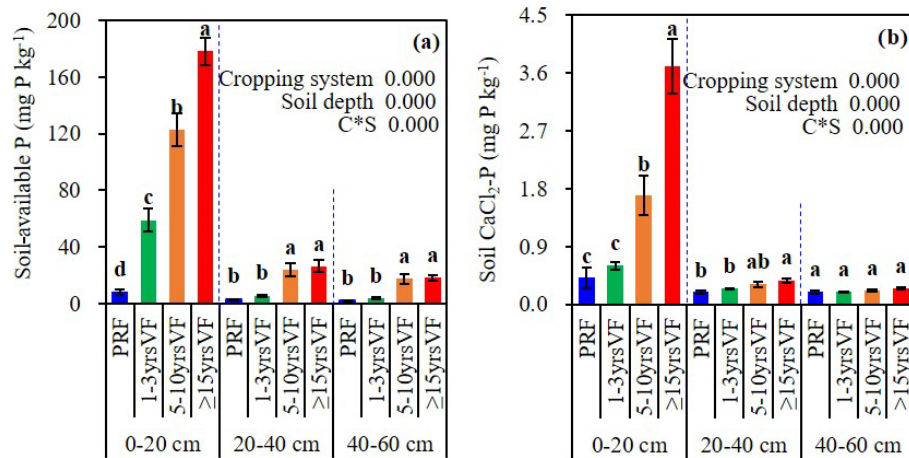 Soil-available P (mg P kg⁻¹)
200
160
120
80
40
0
(a)
Cropping system 0.000
Soil depth 0.000
C*S 0.000
d c b a b b a a b b a a
PRF 1-3yrsVF 5-10yrsVF ≥15yrsVF PRF 1-3yrsVF 5-10yrsVF ≥15yrsVF PRF 1-3yrsVF 5-10yrsVF ≥15yrsVF
0-20 cm 20-40 cm 40-60 cm
Soil CaCl₂-P (mg P kg⁻¹)
4.5
3.6
2.7
1.8
0.9
0.0
(b)
Cropping system 0.000
Soil depth 0.000
C*S 0.000
c c b a b b ab a a a a a
PRF 1-3yrsVF 5-10yrsVF ≥15yrsVF PRF 1-3yrsVF 5-10yrsVF ≥15yrsVF PRF 1-3yrsVF 5-10yrsVF ≥15yrsVF
0-20 cm 20-40 cm 40-60 cm